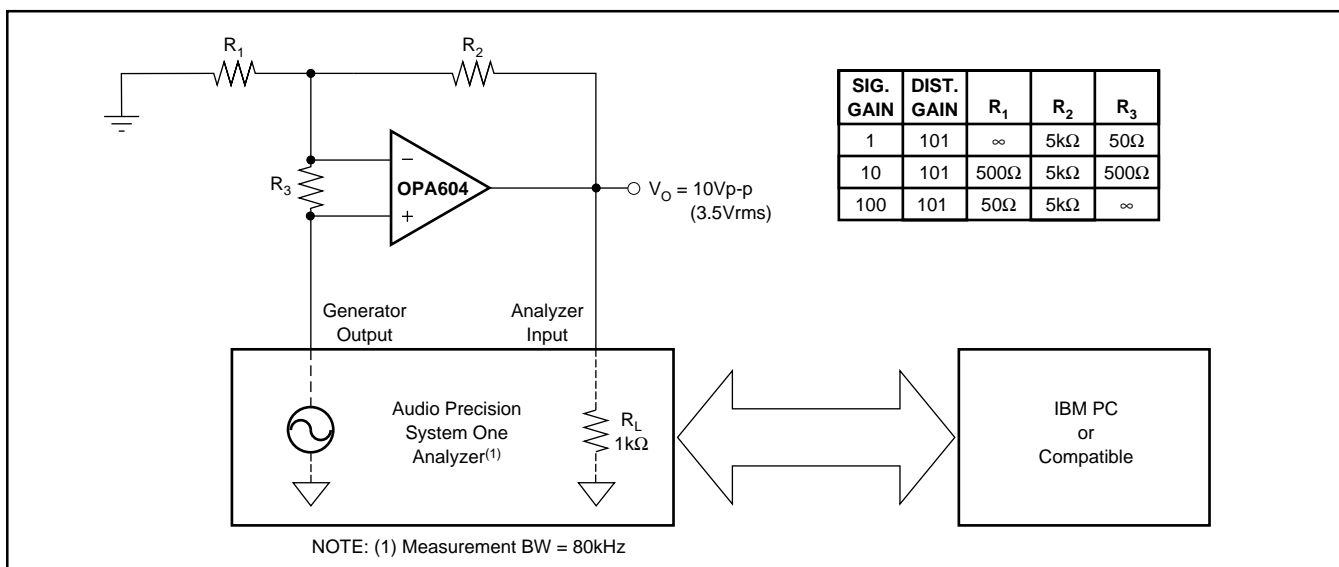 R1
R2
R3
−
OPA604
+
VO = 10Vp-p
(3.5Vrms)
SIG. GAIN DIST. GAIN R1 R2 R3
1 101 ∞ 5kΩ 50Ω
10 101 500Ω 5kΩ 500Ω
100 101 50Ω 5kΩ ∞
Generator
Output
Analyzer
Input
Audio Precision
System One
Analyzer(1)
RL
1kΩ
IBM PC
or
Compatible
NOTE: (1) Measurement BW = 80kHz